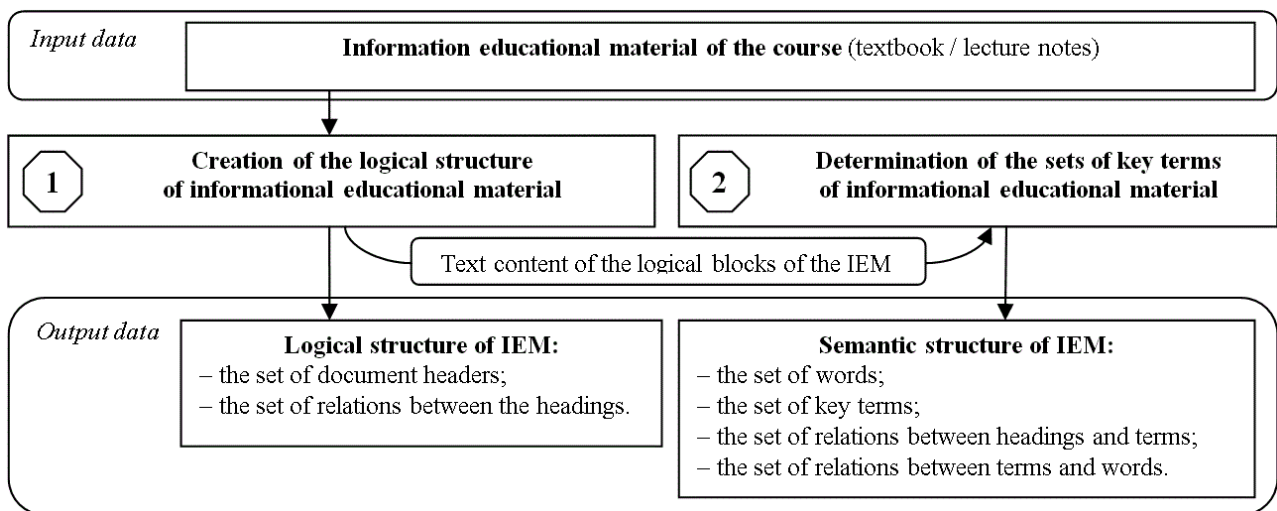 Input data
Information educational material of the course (textbook / lecture notes)
1
Creation of the logical structure
of informational educational material
2
Determination of the sets of key terms
of informational educational material
Text content of the logical blocks of the IEM
Output data
Logical structure of IEM:
– the set of document headers;
– the set of relations between the headings.
Semantic structure of IEM:
– the set of words;
– the set of key terms;
– the set of relations between headings and terms;
– the set of relations between terms and words.